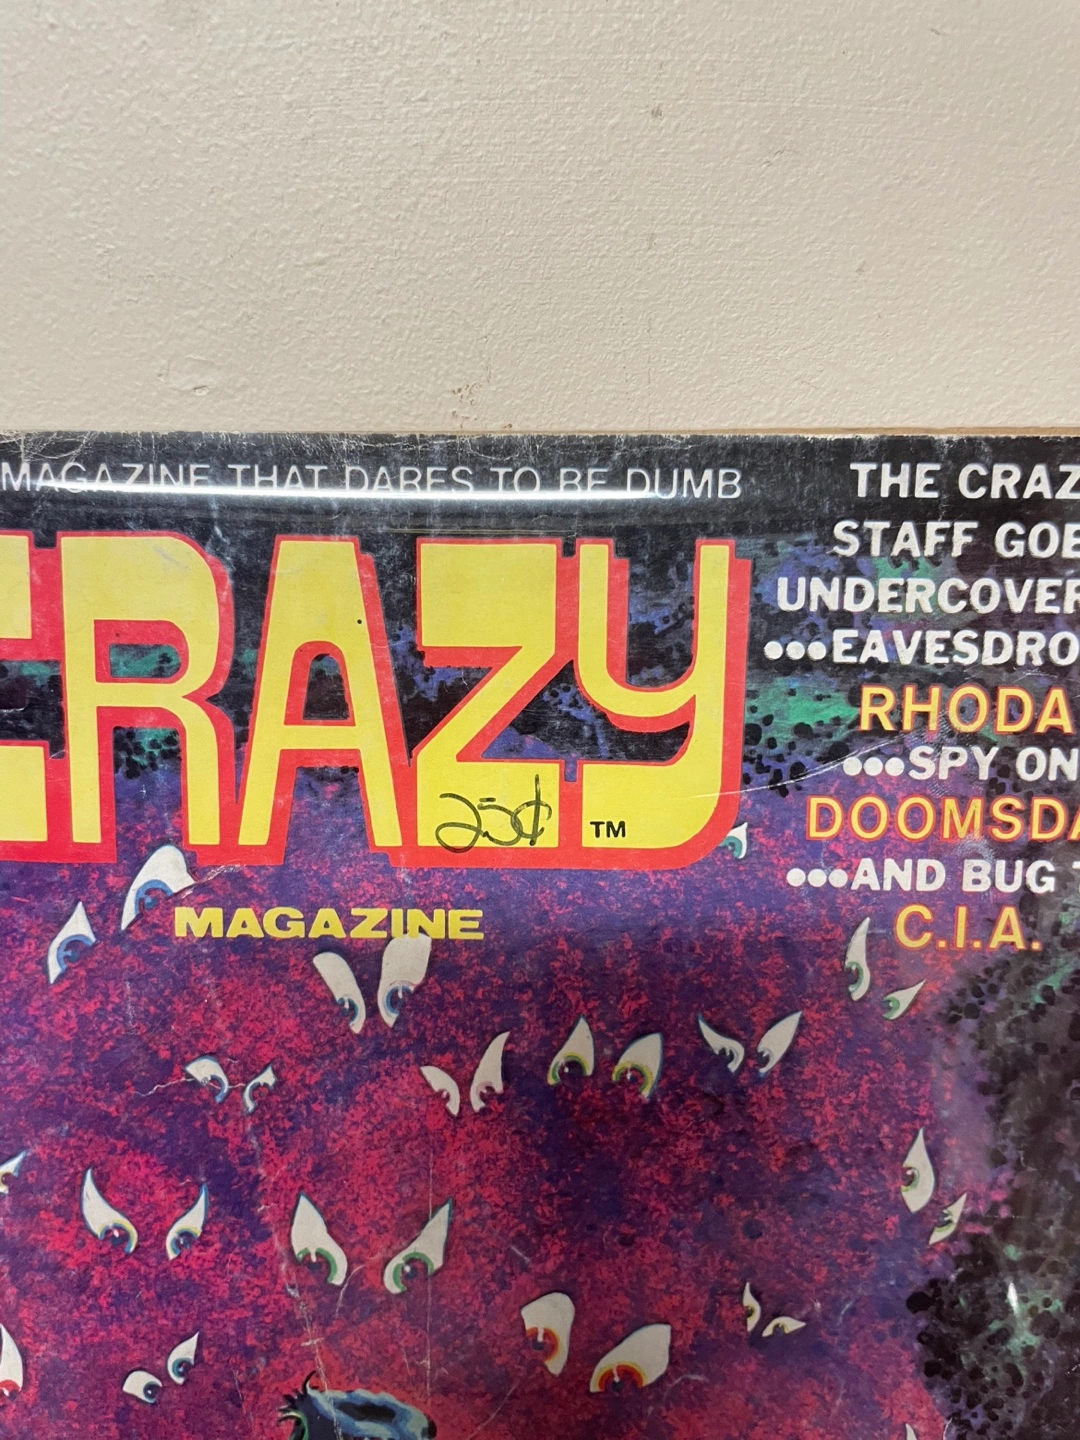 MAGAZINE THAT DARES TO BE DUMB
CRAZY
25¢
TM
MAGAZINE
THE CRAZ
STAFF GOE
UNDERCOVER
•••EAVESDRO
RHODA
•••SPY ON
DOOMSDA
•••AND BUG T
C.I.A.